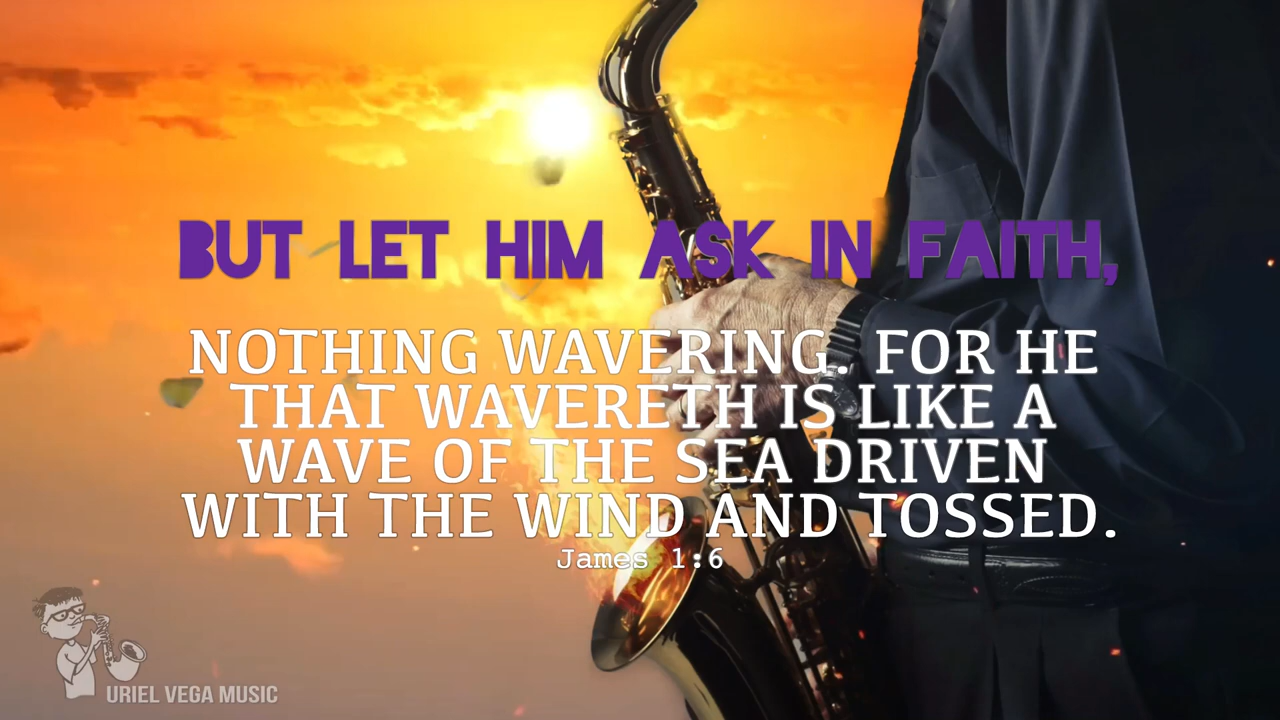 BUT LET HIM ASK IN FAITH,
NOTHING WAVERING. FOR HE
THAT WAVERETH IS LIKE A
WAVE OF THE SEA DRIVEN
WITH THE WIND AND TOSSED.
James 1:6
URIEL VEGA MUSIC